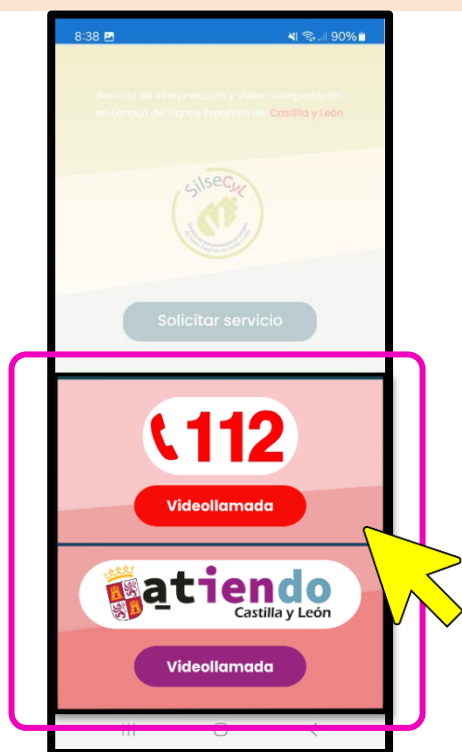 8:38
90%
Servicio de interpretación y video-interpretación
en Lengua de Signos Española de Castilla y León
SilseCyL
Solicitar servicio
112
Videollamada
atiendo
Castilla y León
Videollamada